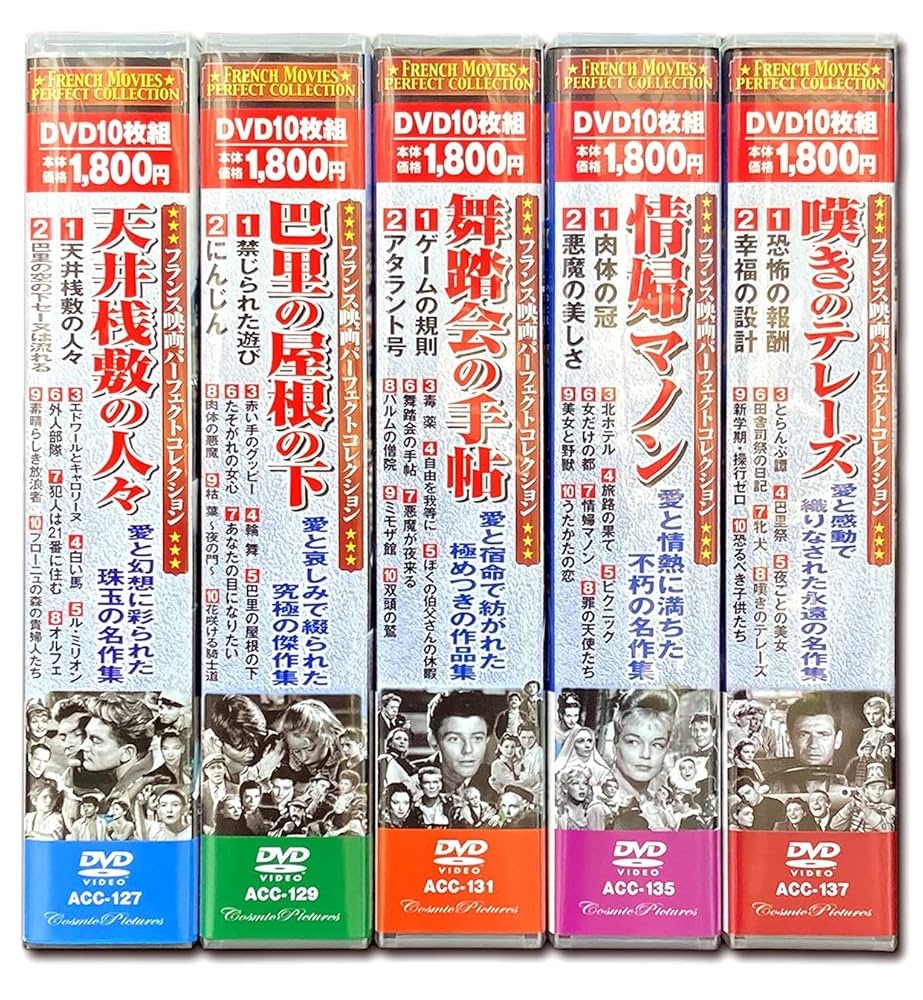 ★FRENCH MOVIES★
PERFECT COLLECTION
DVD10枚組
本体価格1,800円
★★★フランス映画パーフェクトコレクション★★★
天井桟敷の人々
1天井桟敷の人々
2巴里の空の下セーヌは流れる
愛と幻想に彩られた
珠玉の名作集
3エドワールとキャロリーヌ 4白い馬 5ル・ミリオン
6外人部隊 7犯人は21番に住む 8オルフェ
9素晴らしき放浪者 10ブローニュの森の貴婦人たち
DVD
VIDEO
ACC-127
Cosmic Pictures
★FRENCH MOVIES★
PERFECT COLLECTION
DVD10枚組
本体価格1,800円
★★★フランス映画パーフェクトコレクション★★★
巴里の屋根の下
1禁じられた遊び
2にんじん
愛と哀しみで綴られた
究極の傑作集
3赤い手のグッピー 4輪舞 5巴里の屋根の下
6たそがれの女心 7あなたの目になりたい
8肉体の悪魔 9枯葉～夜の門～ 10花咲ける騎士道
DVD
VIDEO
ACC-129
Cosmic Pictures
★FRENCH MOVIES★
PERFECT COLLECTION
DVD10枚組
本体価格1,800円
★★★フランス映画パーフェクトコレクション★★★
舞踏会の手帖
1ゲームの規則
2アタラント号
愛と宿命で紡がれた
極めつきの作品集
3毒薬 4自由を我等に 5ぼくの伯父さんの休暇
6舞踏会の手帖 7悪魔が夜来る
8パルムの僧院 9ミモザ館 10双頭の鷲
DVD
VIDEO
ACC-131
Cosmic Pictures
★FRENCH MOVIES★
PERFECT COLLECTION
DVD10枚組
本体価格1,800円
★★★フランス映画パーフェクトコレクション★★★
情婦マノン
1肉体の冠
2悪魔の美しさ
愛と情熱に満ちた
不朽の名作集
3北ホテル 4旅路の果て 5ピクニック
6女だけの都 7情婦マノン 8罪の天使たち
9美女と野獣 10うたかたの恋
DVD
VIDEO
ACC-135
Cosmic Pictures
★FRENCH MOVIES★
PERFECT COLLECTION
DVD10枚組
本体価格1,800円
★★★フランス映画パーフェクトコレクション★★★
嘆きのテレーズ
1恐怖の報酬
2幸福の設計
愛と感動で
織りなされた永遠の名作集
3とらんぷ譚 4巴里祭 5夜ごとの美女
6田舎司祭の日記 7牝犬 8嘆きのテレーズ
9新学期・操行ゼロ 10恐るべき子供たち
DVD
VIDEO
ACC-137
Cosmic Pictures